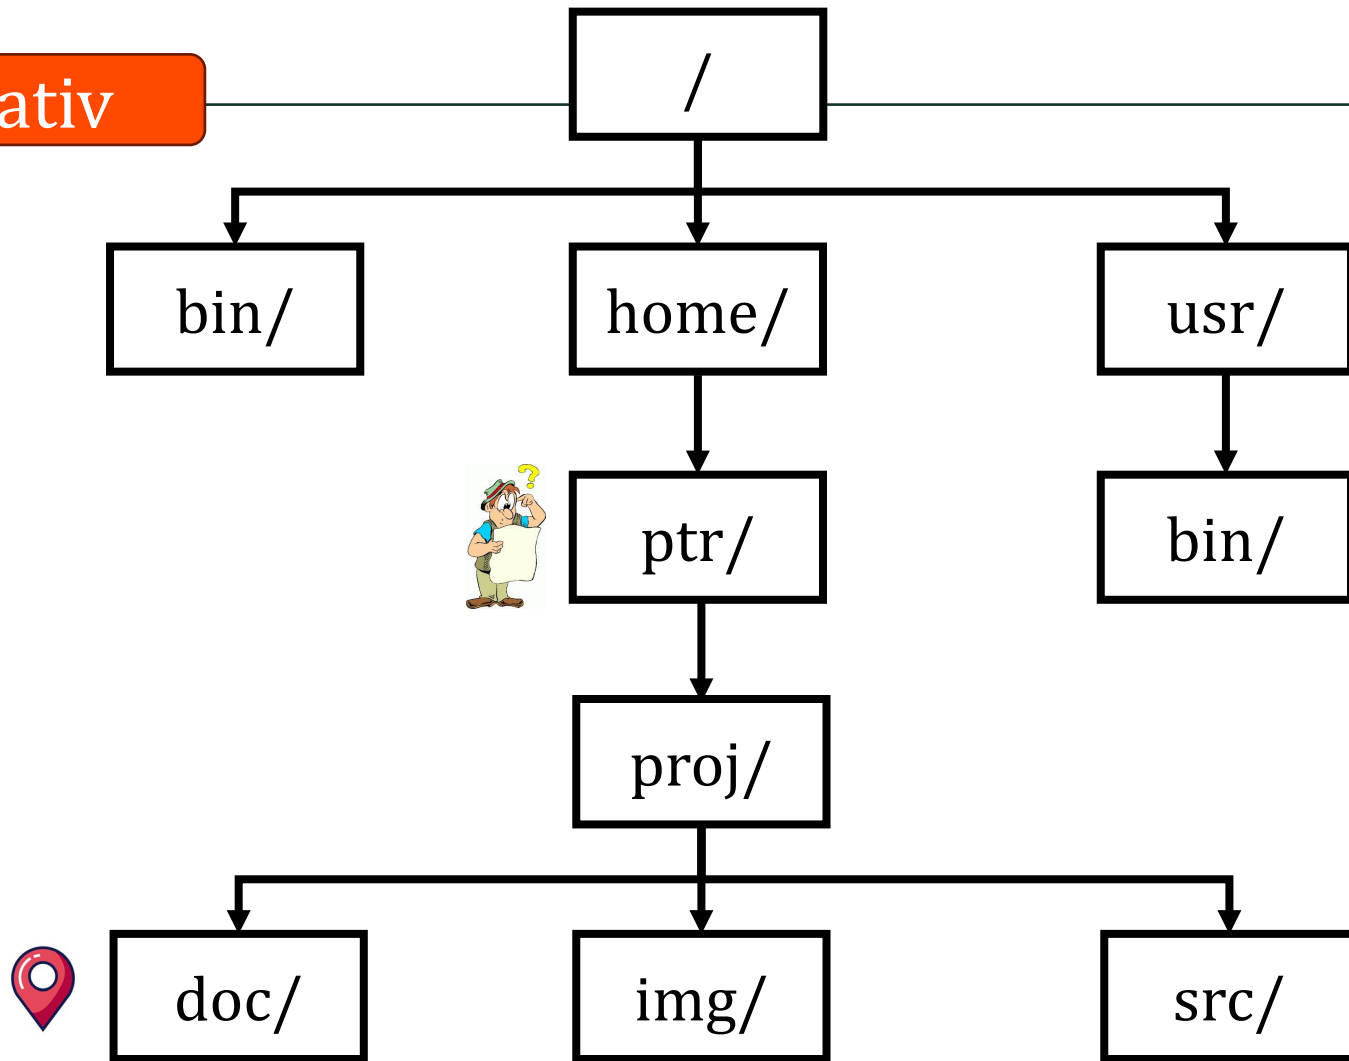 ativ
/
bin/
home/
usr/
ptr/
bin/
proj/
doc/
img/
src/